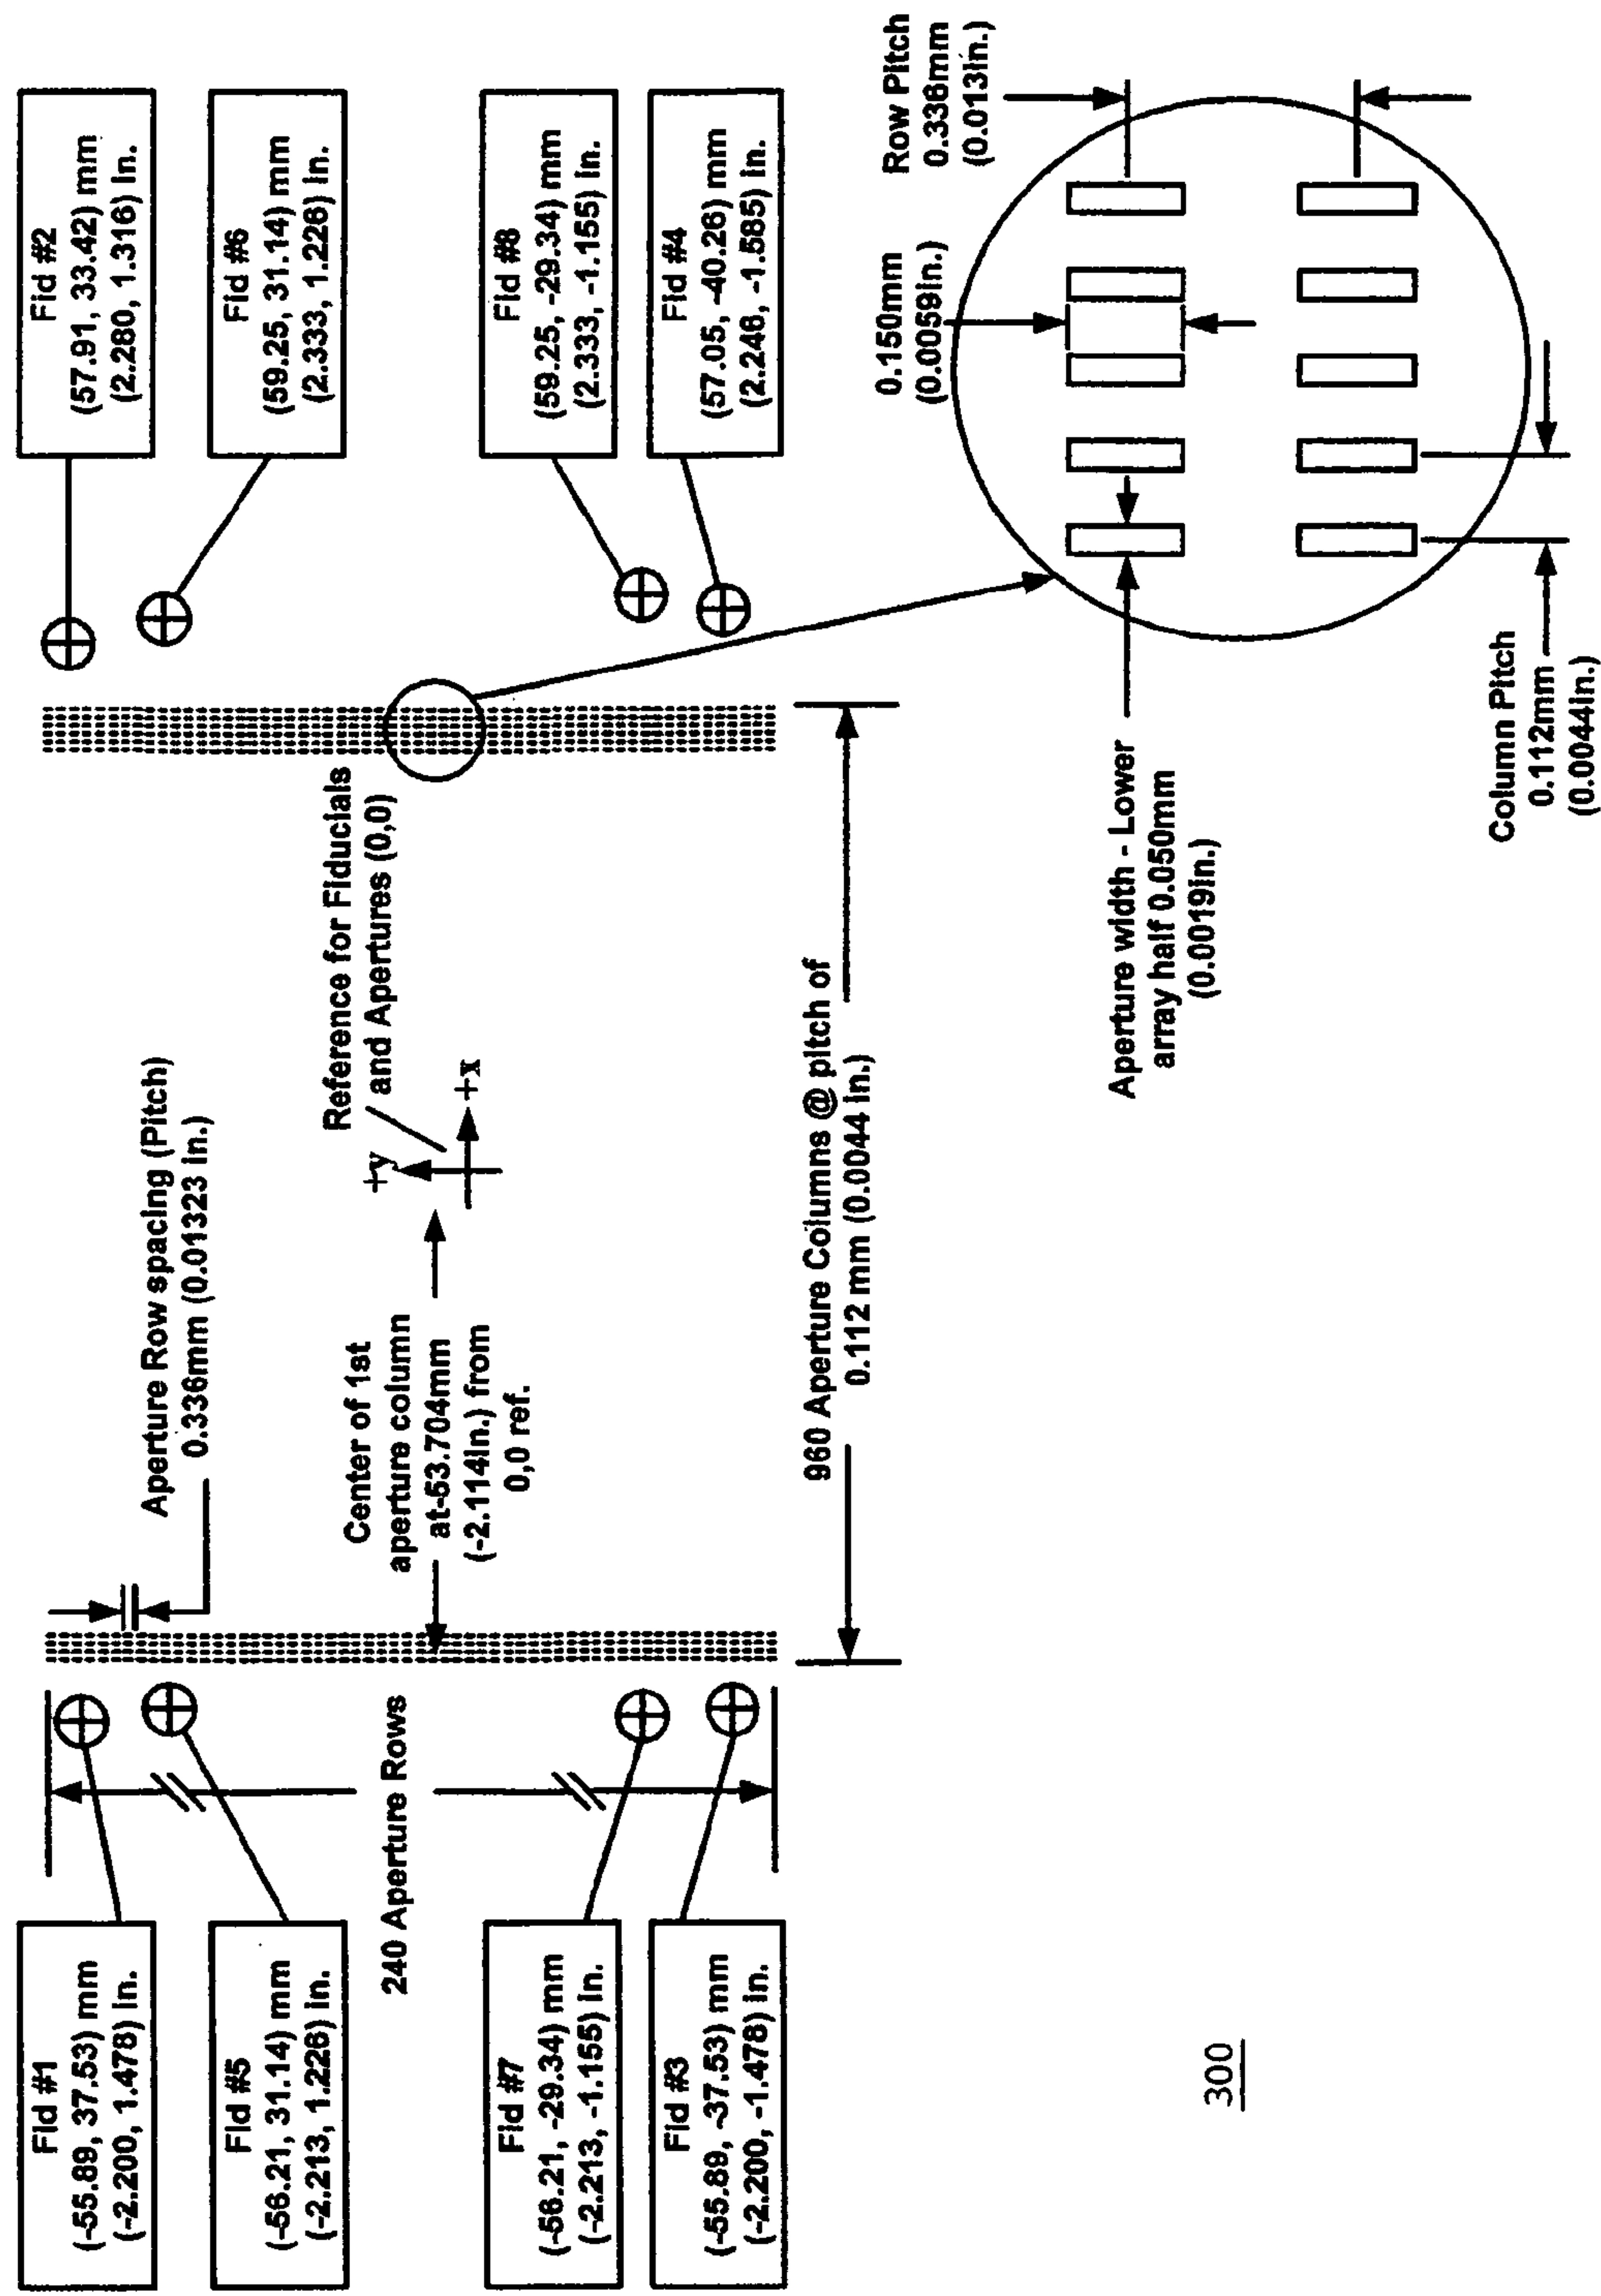 Fid #1
(-55.89, 37.53) mm
(-2.200, 1.478) in.
Fid #5
(-56.21, 31.14) mm
(-2.213, 1.226) in.
240 Aperture Rows
Fid #7
(-56.21, -29.34) mm
(-2.213, -1.155) in.
Fid #3
(-55.89, -37.53) mm
(-2.200, -1.478) in.
Aperture Row spacing (Pitch)
0.336mm (0.01323 in.)
Center of 1st
aperture column
at-53.704mm
(-2.114in.) from
0,0 ref.
+y
+x
Reference for Fiducials
and Apertures (0,0)
960 Aperture Columns @ pitch of
0.112 mm (0.0044 in.)
Fid #2
(57.91, 33.42) mm
(2.280, 1.316) in.
Fid #6
(59.25, 31.14) mm
(2.333, 1.226) in.
Fid #8
(59.25, -29.34) mm
(2.333, -1.155) in.
Fid #4
(57.05, -40.26) mm
(2.246, -1.585) in.
0.150mm
(0.0059in.)
Row Pitch
0.336mm
(0.013in.)
Aperture width - Lower
array half 0.050mm
(0.0019in.)
Column Pitch
0.112mm
(0.0044in.)
300